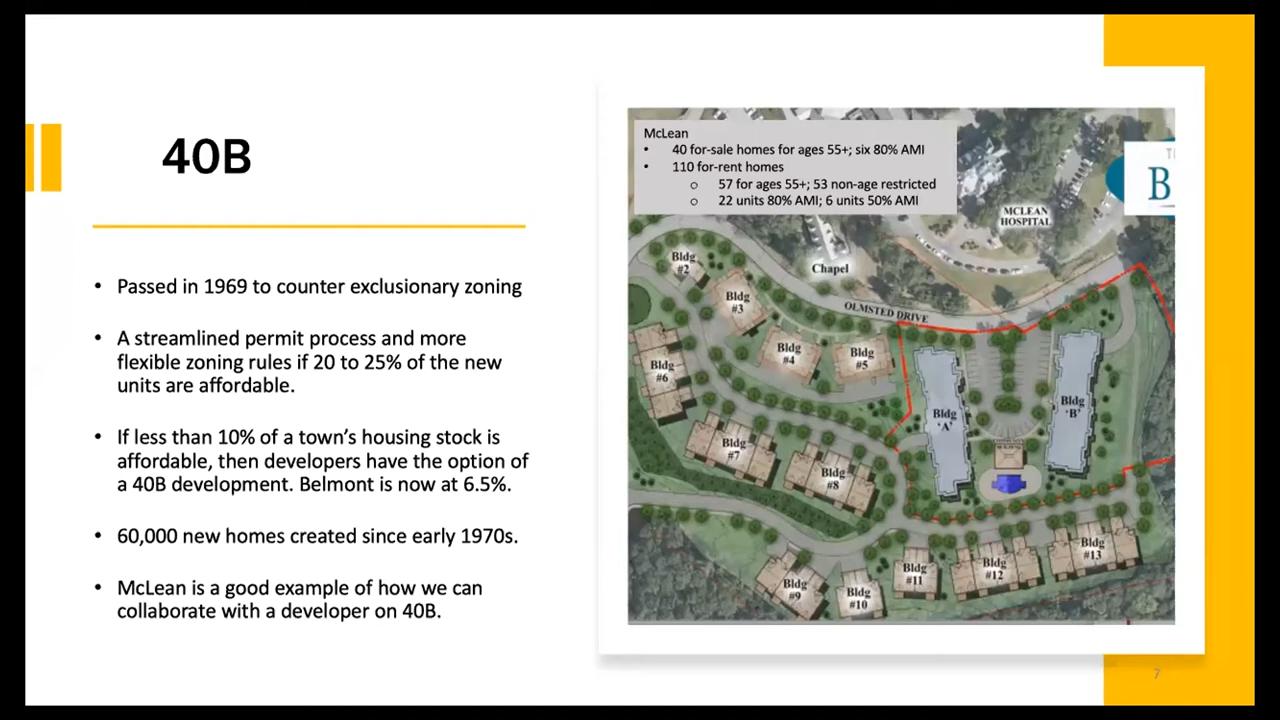 40B
• Passed in 1969 to counter exclusionary zoning
• A streamlined permit process and more
flexible zoning rules if 20 to 25% of the new
units are affordable.
• If less than 10% of a town's housing stock is
affordable, then developers have the option of
a 40B development. Belmont is now at 6.5%.
• 60,000 new homes created since early 1970s.
• McLean is a good example of how we can
collaborate with a developer on 40B.
McLean
• 40 for-sale homes for ages 55+; six 80% AMI
• 110 for-rent homes
o 57 for ages 55+; 53 non-age restricted
o 22 units 80% AMI; 6 units 50% AMI
B
MCLEAN
HOSPITAL
Chapel
OLMSTED DRIVE
Bldg
#2
Bldg
#3
Bldg
#4
Bldg
#5
Bldg
#6
Bldg
#7
Bldg
#8
Bldg
'A'
Bldg
'B'
Bldg
#9
Bldg
#10
Bldg
#11
Bldg
#12
Bldg
#13
7